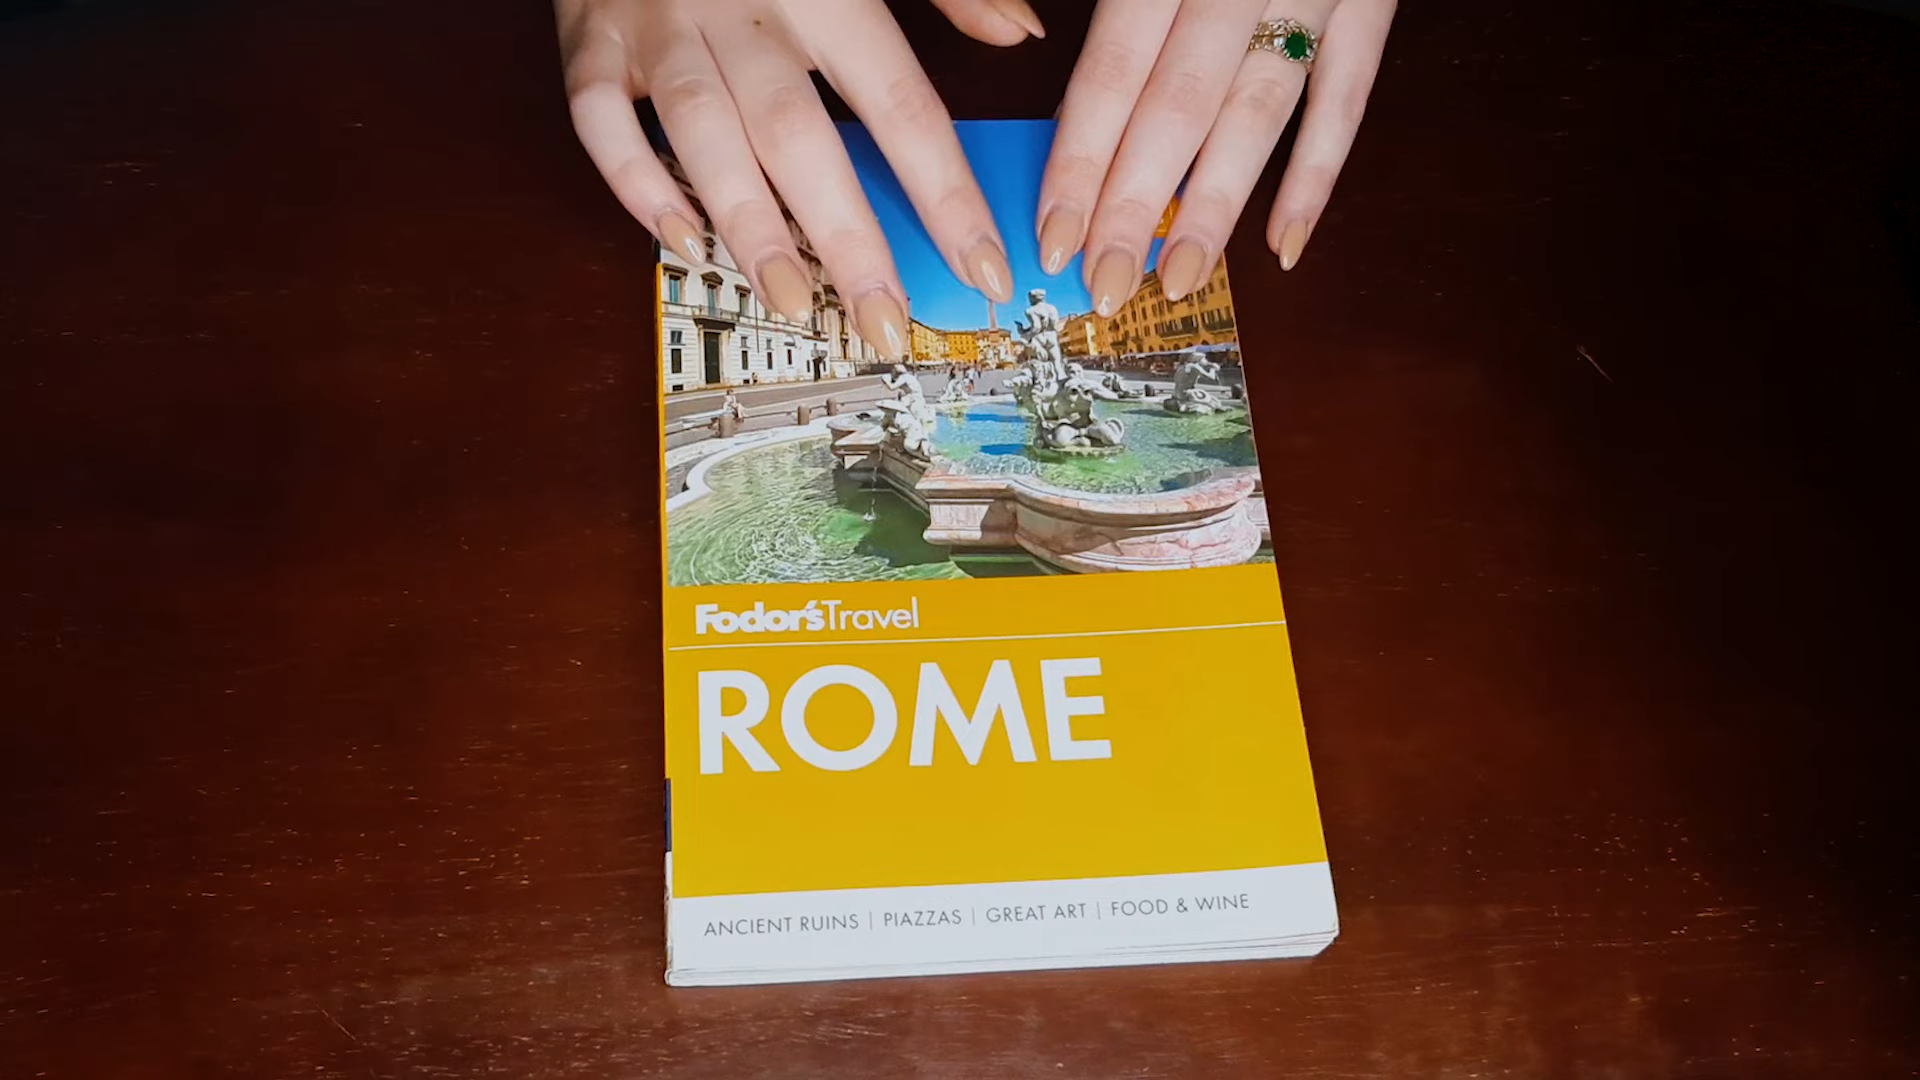 Fodor's Travel
ROME
ANCIENT RUINS | PIAZZAS | GREAT ART | FOOD & WINE